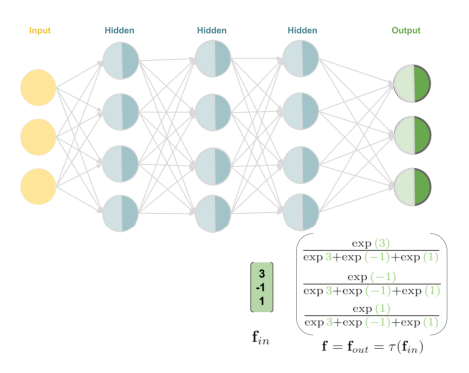 Input Hidden Hidden Hidden Output
3
-1
1
exp (3)
exp 3+exp (−1)+exp (1)
exp (−1)
exp 3+exp (−1)+exp (1)
exp (1)
exp 3+exp (−1)+exp (1)
f_in
f = f_out = τ(f_in)